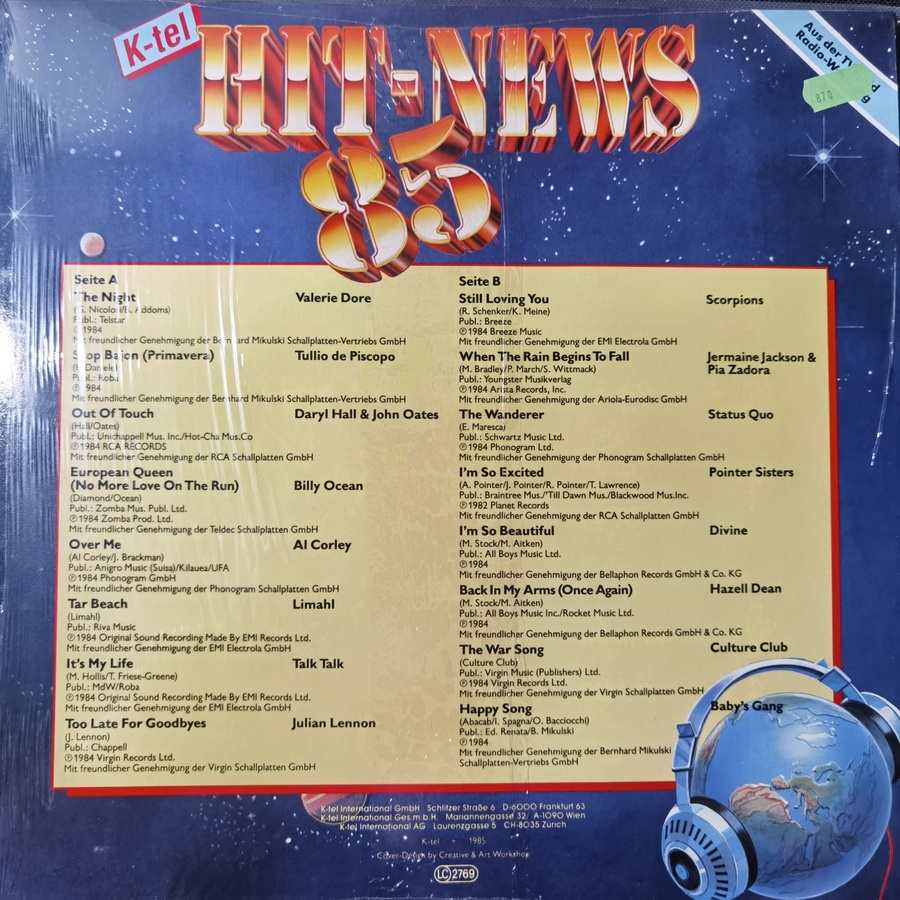 K-tel
HIT-NEWS
85
Aus der TV
Radio-W
870
Seite A
The Night Valerie Dore
Addoms)
Publ.: Telstar
℗1984
Mit freundlicher Genehmigung der Bernhard Mikulski Schallplatten-Vertriebs GmbH
Stop Bajon (Primavera) Tullio de Piscopo
Daniele)
Publ.: Roba
℗1984
Mit freundlicher Genehmigung der Bernhard Mikulski Schallplatten-Vertriebs GmbH
Out Of Touch Daryl Hall & John Oates
(Hall/Oates)
Publ.: Unichappell Mus. Inc./Hot-Cha Mus.Co
℗1984 RCA RECORDS
Mit freundlicher Genehmigung der RCA Schallplatten GmbH
European Queen
(No More Love On The Run) Billy Ocean
(Diamond/Ocean)
Publ.: Zomba Mus. Publ. Ltd.
℗1984 Zomba Prod. Ltd.
Mit freundlicher Genehmigung der Teldec Schallplatten GmbH
Over Me Al Corley
(Al Corley/J. Brackman)
Publ.: Anigro Music (Suisa)/Kilauea/UFA
℗1984 Phonogram GmbH
Mit freundlicher Genehmigung der Phonogram Schallplatten GmbH
Tar Beach Limahl
(Limahl)
Publ.: Riva Music
℗1984 Original Sound Recording Made By EMI Records Ltd.
Mit freundlicher Genehmigung der EMI Electrola GmbH
It's My Life Talk Talk
(M. Hollis/T. Friese-Greene)
Publ.: MdW/Roba
℗1984 Original Sound Recording Made By EMI Records Ltd.
Mit freundlicher Genehmigung der EMI Electrola GmbH
Too Late For Goodbyes Julian Lennon
(J. Lennon)
Publ.: Chappell
℗1984 Virgin Records Ltd.
Mit freundlicher Genehmigung der Virgin Schallplatten GmbH
Seite B
Still Loving You Scorpions
(R. Schenker/K. Meine)
Publ.: Breeze
℗1984 Breeze Music
Mit freundlicher Genehmigung der EMI Electrola GmbH
When The Rain Begins To Fall Jermaine Jackson &
Pia Zadora
(M. Bradley/P. March/S. Wittmack)
Publ.: Youngster Musikverlag
℗1984 Arista Records, Inc.
Mit freundlicher Genehmigung der Ariola-Eurodisc GmbH
The Wanderer Status Quo
(E. Maresca)
Publ.: Schwartz Music Ltd.
℗1984 Phonogram Ltd.
Mit freundlicher Genehmigung der Phonogram Schallplatten GmbH
I'm So Excited Pointer Sisters
(A. Pointer/J. Pointer/R. Pointer/T. Lawrence)
Publ.: Braintree Mus./'Till Dawn Mus./Blackwood Mus.Inc.
℗1982 Planet Records
Mit freundlicher Genehmigung der RCA Schallplatten GmbH
I'm So Beautiful Divine
(M. Stock/M. Aitken)
Publ.: All Boys Music Ltd.
℗1984
Mit freundlicher Genehmigung der Bellaphon Records GmbH & Co. KG
Back In My Arms (Once Again) Hazell Dean
(M. Stock/M. Aitken)
Publ.: All Boys Music Inc./Rocket Music Ltd.
℗1984
Mit freundlicher Genehmigung der Bellaphon Records GmbH & Co. KG
The War Song Culture Club
(Culture Club)
Publ.: Virgin Music (Publishers) Ltd.
℗1984 Virgin Records Ltd.
Mit freundlicher Genehmigung der Virgin Schallplatten GmbH
Happy Song Baby's Gang
(Abacab/I. Spagna/O. Bacciocchi)
Publ.: Ed. Renata/B. Mikulski
℗1984
Mit freundlicher Genehmigung der Bernhard Mikulski
Schallplatten-Vertriebs GmbH
K-tel International GmbH Schlitzer Straße 6 D-6000 Frankfurt 63
K-tel International Ges.m.b.H. Mariannengasse 32 A-1090 Wien
K-tel International AG Laurenzgasse 5 CH-8035 Zürich
K-tel · 1985
Cover-Design by Creative & Art Workshop
LC 2769